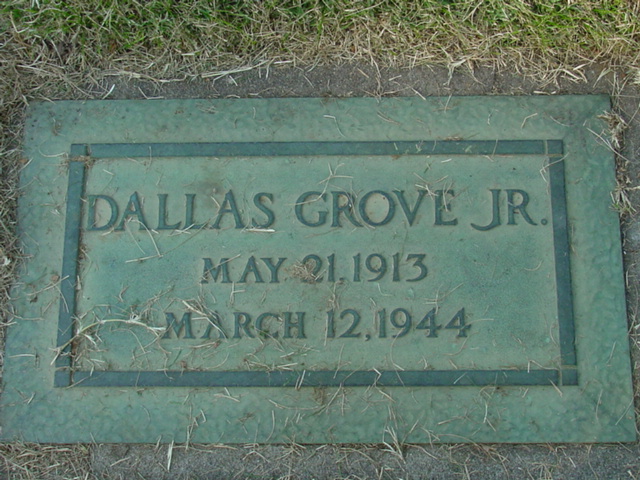 DALLAS GROVE JR.
MAY 21, 1913
MARCH 12, 1944